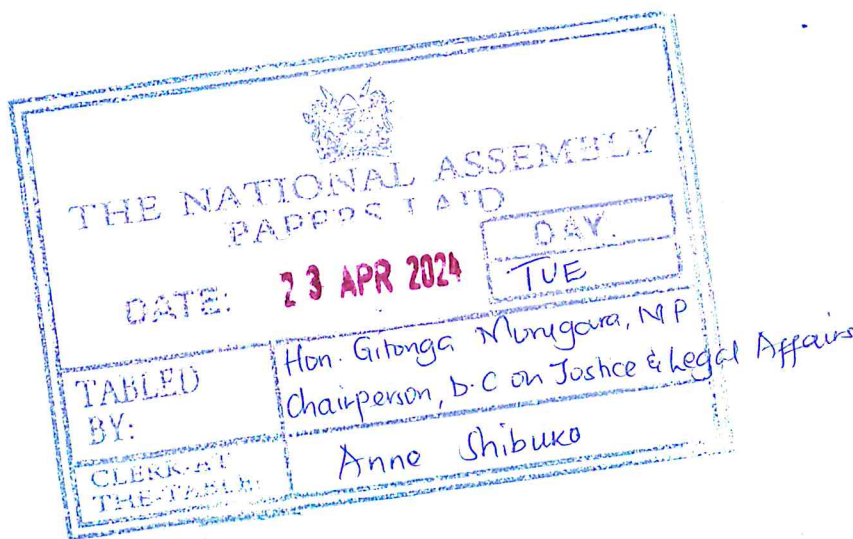 THE NATIONAL ASSEMBLY
PAPERS LAID
DATE: 23 APR 2024
DAY.
TUE
TABLED BY:
Hon. Gitonga Murugara, MP
Chairperson, D.C on Justice & Legal Affairs
CLERK-AT THE-TABLE:
Anne Shibuko